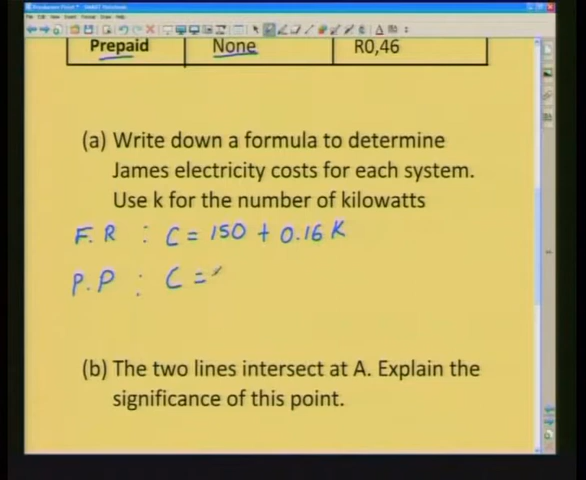 Prepaid None R0,46
(a) Write down a formula to determine
James electricity costs for each system.
Use k for the number of kilowatts
F.R : C = 150 + 0.16 K
P.P : C =
(b) The two lines intersect at A. Explain the
significance of this point.